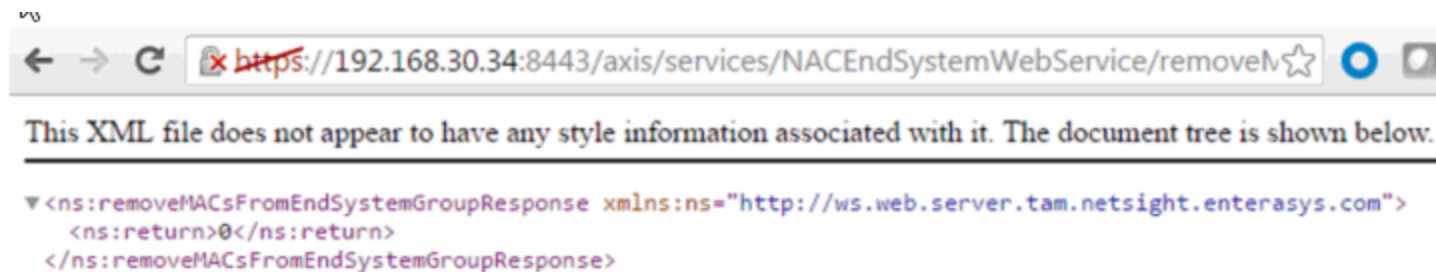 https://192.168.30.34:8443/axis/services/NACEndSystemWebService/remove
This XML file does not appear to have any style information associated with it. The document tree is shown below.
▼<ns:removeMACsFromEndSystemGroupResponse xmlns:ns="http://ws.web.server.tam.netsight.enterasys.com">
<ns:return>0</ns:return>
</ns:removeMACsFromEndSystemGroupResponse>